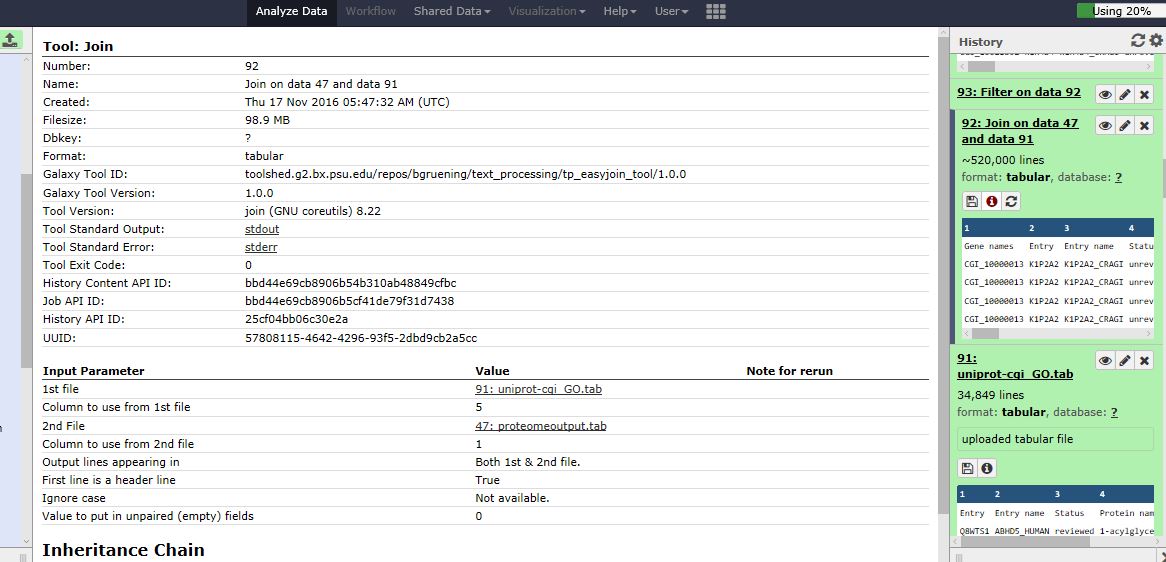 Analyze Data Workflow Shared Data Visualization Help User Using 20%
Tool: Join
Number: 92
Name: Join on data 47 and data 91
Created: Thu 17 Nov 2016 05:47:32 AM (UTC)
Filesize: 98.9 MB
Dbkey: ?
Format: tabular
Galaxy Tool ID: toolshed.g2.bx.psu.edu/repos/bgruening/text_processing/tp_easyjoin_tool/1.0.0
Galaxy Tool Version: 1.0.0
Tool Version: join (GNU coreutils) 8.22
Tool Standard Output: stdout
Tool Standard Error: stderr
Tool Exit Code: 0
History Content API ID: bbd44e69cb8906b54b310ab48849cfbc
Job API ID: bbd44e69cb8906b5cf41de79f31d7438
History API ID: 25cf04bb06c30e2a
UUID: 57808115-4642-4296-93f5-2dbd9cb2a5cc
Input Parameter Value Note for rerun
1st file 91: uniprot-cgi_GO.tab
Column to use from 1st file 5
2nd File 47: proteomeoutput.tab
Column to use from 2nd file 1
Output lines appearing in Both 1st & 2nd file.
First line is a header line True
Ignore case Not available.
Value to put in unpaired (empty) fields 0
Inheritance Chain
History
93: Filter on data 92
92: Join on data 47
and data 91
~520,000 lines
format: tabular, database: ?
1 2 3 4
Gene names Entry Entry name Statu
CGI_10000013 K1P2A2 K1P2A2_CRAGI unrev
CGI_10000013 K1P2A2 K1P2A2_CRAGI unrev
CGI_10000013 K1P2A2 K1P2A2_CRAGI unrev
CGI_10000013 K1P2A2 K1P2A2_CRAGI unrev
91:
uniprot-cgi_GO.tab
34,849 lines
format: tabular, database: ?
uploaded tabular file
1 2 3 4
Entry Entry name Status Protein nam
Q8WTS1 ABHD5_HUMAN reviewed 1-acylglyce